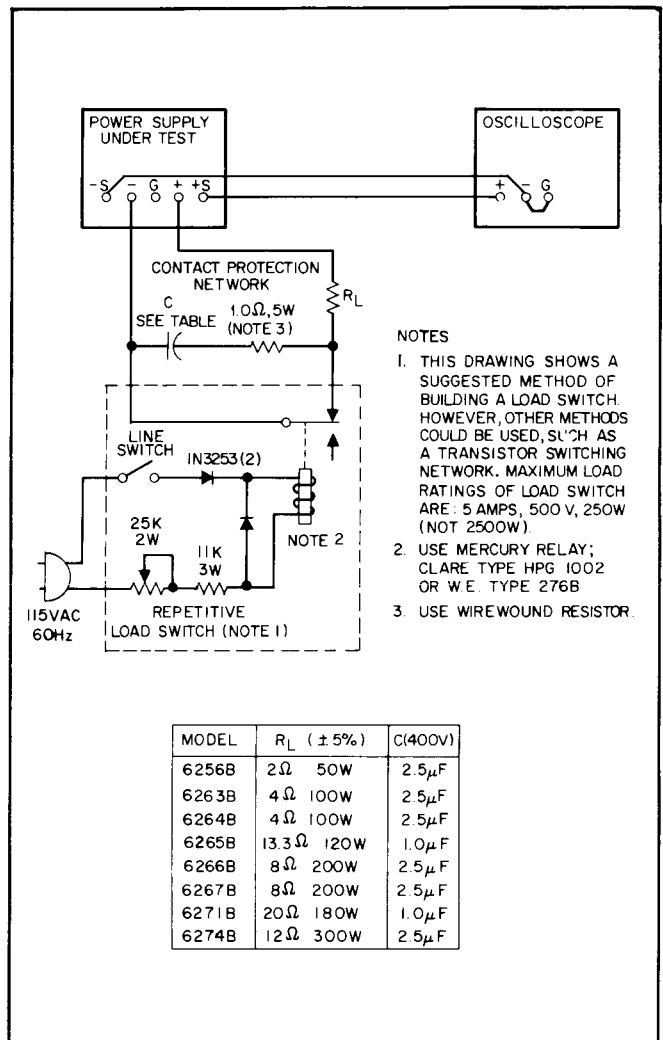 POWER SUPPLY
UNDER TEST
-S - G + +S
OSCILLOSCOPE
+ - G
CONTACT PROTECTION
NETWORK
C
SEE TABLE
1.0Ω,5W
(NOTE 3)
RL
LINE
SWITCH
IN3253(2)
NOTE 2
25K
2W
11K
3W
115VAC
60Hz
REPETITIVE
LOAD SWITCH (NOTE 1)
NOTES
1. THIS DRAWING SHOWS A
SUGGESTED METHOD OF
BUILDING A LOAD SWITCH.
HOWEVER, OTHER METHODS
COULD BE USED, SUCH AS
A TRANSISTOR SWITCHING
NETWORK. MAXIMUM LOAD
RATINGS OF LOAD SWITCH
ARE: 5 AMPS, 500 V, 250W
(NOT 2500W).
2. USE MERCURY RELAY;
CLARE TYPE HPG 1002
OR W.E. TYPE 276B
3. USE WIREWOUND RESISTOR.
MODEL RL (±5%) C(400V)
6256B 2Ω 50W 2.5μF
6263B 4Ω 100W 2.5μF
6264B 4Ω 100W 2.5μF
6265B 13.3Ω 120W 1.0μF
6266B 8Ω 200W 2.5μF
6267B 8Ω 200W 2.5μF
6271B 20Ω 180W 1.0μF
6274B 12Ω 300W 2.5μF